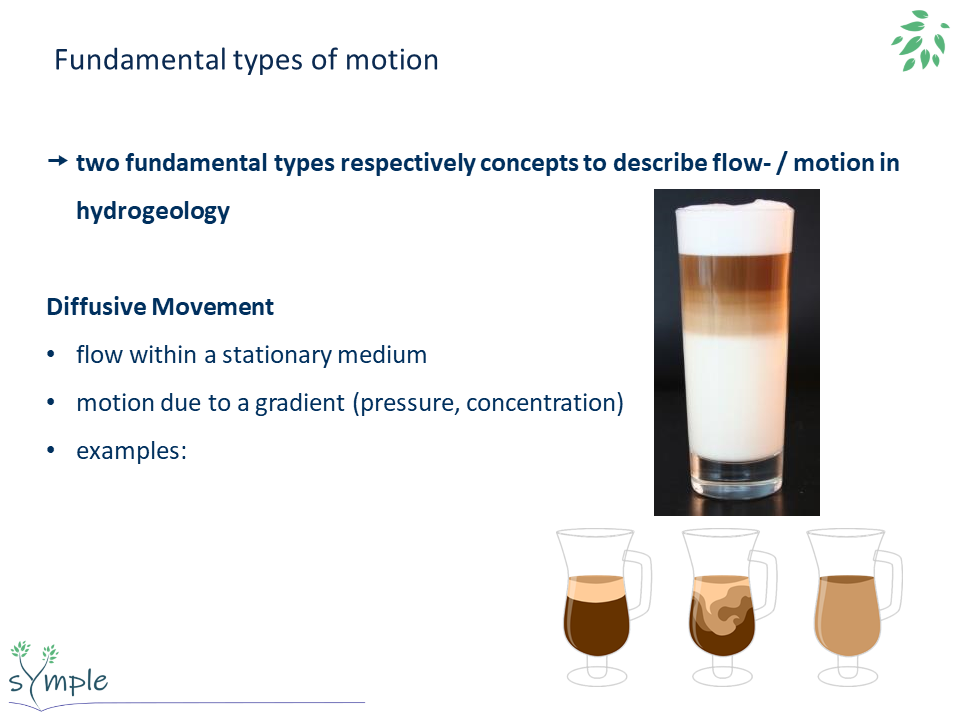 Fundamental types of motion
→ two fundamental types respectively concepts to describe flow- / motion in
hydrogeology
Diffusive Movement
• flow within a stationary medium
• motion due to a gradient (pressure, concentration)
• examples:
sYmple